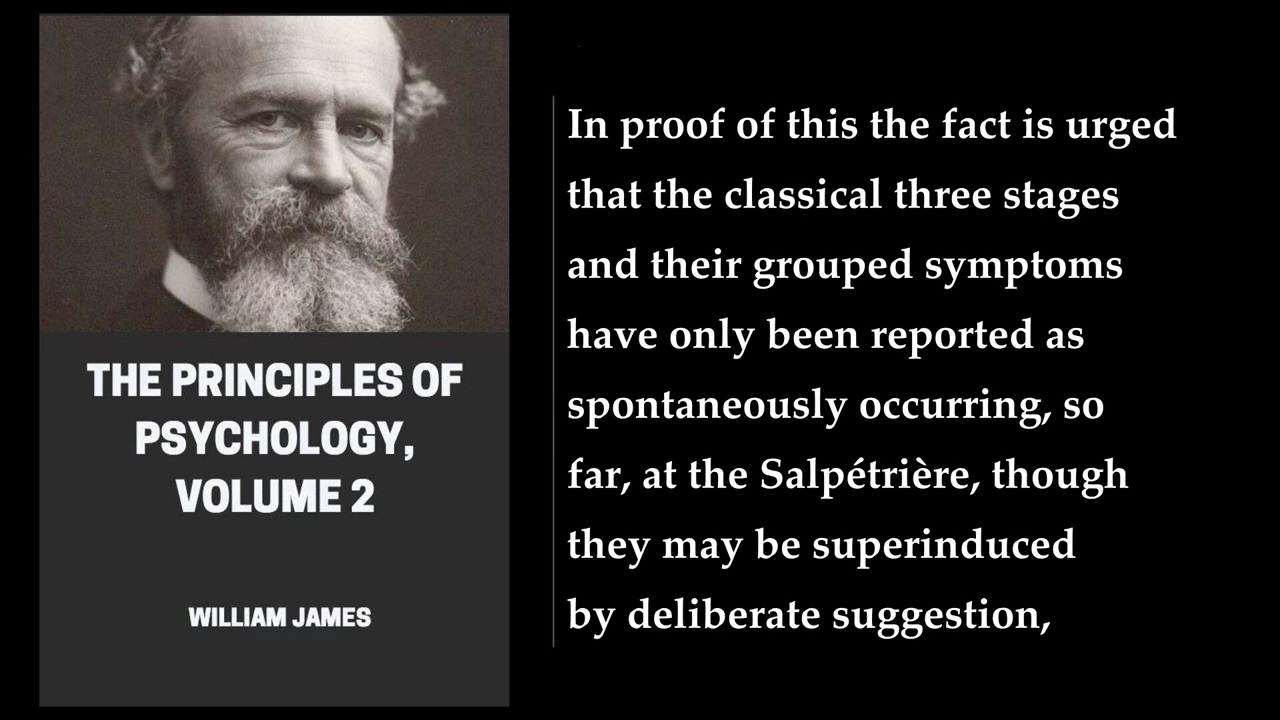 THE PRINCIPLES OF
PSYCHOLOGY,
VOLUME 2
WILLIAM JAMES
In proof of this the fact is urged
that the classical three stages
and their grouped symptoms
have only been reported as
spontaneously occurring, so
far, at the Salpétrière, though
they may be superinduced
by deliberate suggestion,